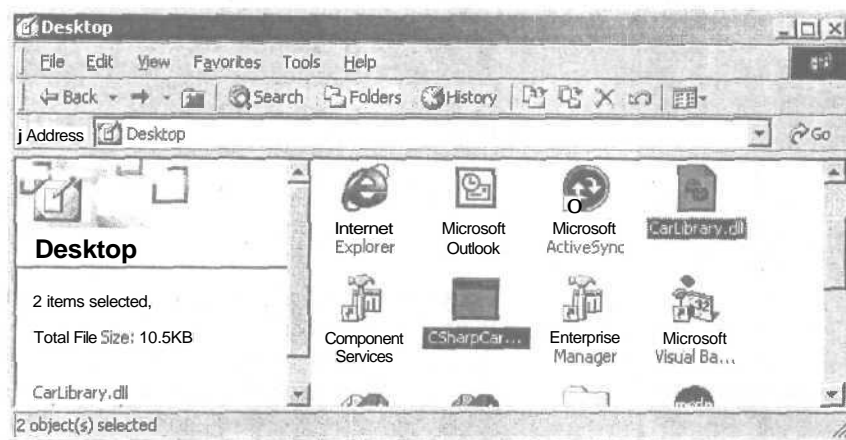 Desktop
File Edit View Favorites Tools Help
Back Search Folders History
j Address Desktop Go
Desktop
2 items selected,
Total File Size: 10.5KB
CarLibrary.dll
Internet Explorer
Microsoft Outlook
O
Microsoft ActiveSync
CarLibrary.dll
Component Services
CSharpCar...
Enterprise Manager
Microsoft Visual Ba...
2 object(s) selected